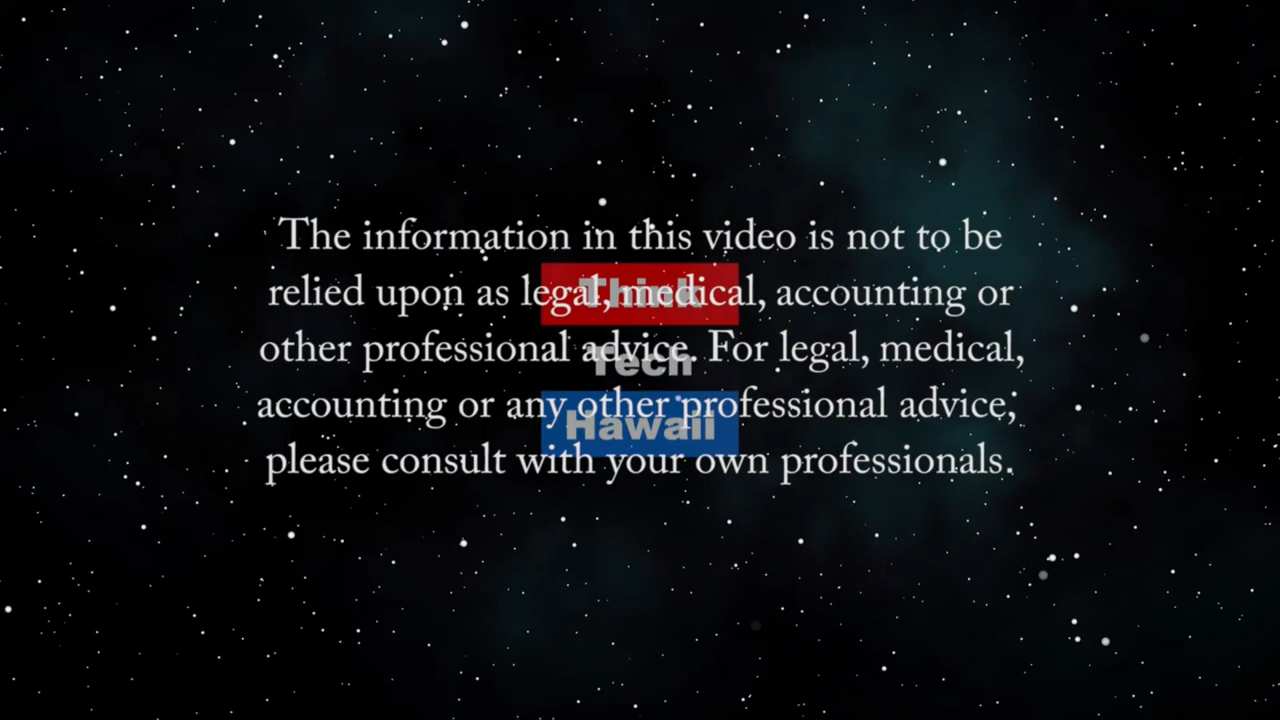 The information in this video is not to be
relied upon as legal, medical, accounting or
other professional advice. For legal, medical,
accounting or any other professional advice,
please consult with your own professionals.
Think
Tech
Hawaii